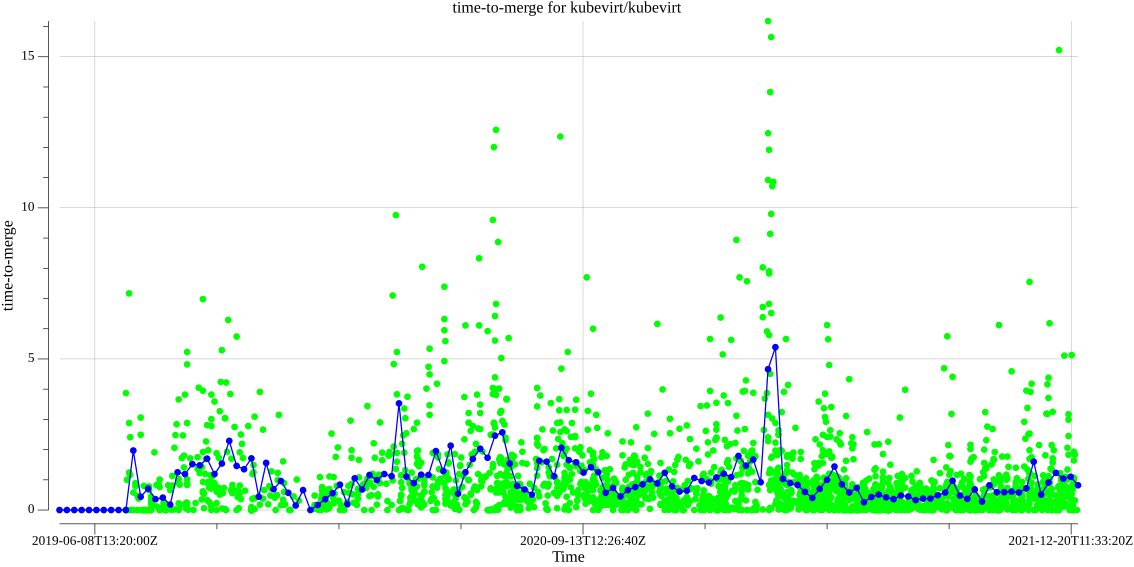 time-to-merge for kubevirt/kubevirt
15
10
5
0
time-to-merge
2019-06-08T13:20:00Z
2020-09-13T12:26:40Z
2021-12-20T11:33:20Z
Time